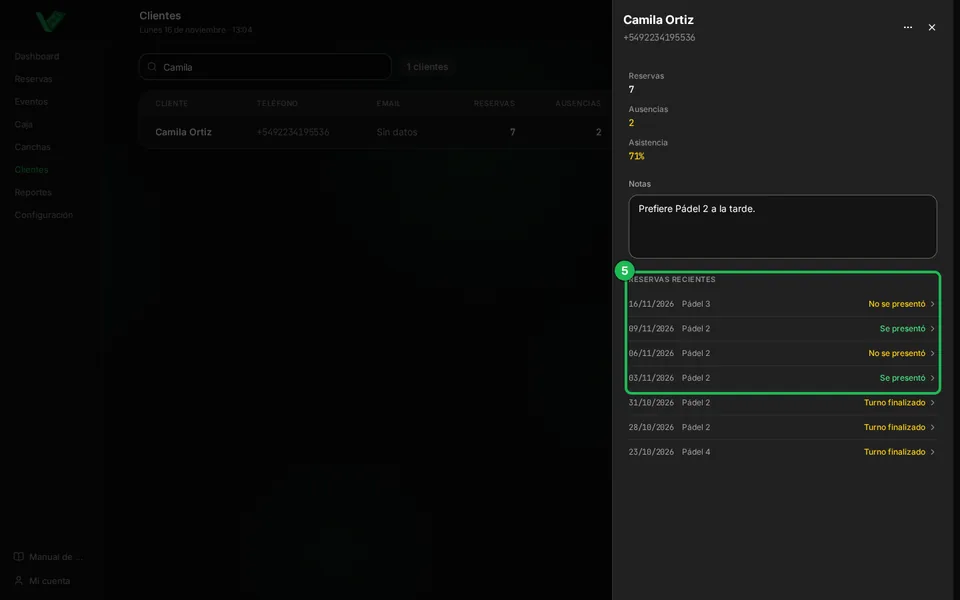 Clientes
Lunes 16 de noviembre · 13:04
Dashboard
Reservas
Eventos
Caja
Canchas
Clientes
Reportes
Configuración
Manual de ...
Mi cuenta
Camila
1 clientes
CLIENTE TELÉFONO EMAIL RESERVAS AUSENCIAS
Camila Ortiz +5492234195536 Sin datos 7 2
Camila Ortiz
+5492234195536
Reservas
7
Ausencias
2
Asistencia
71%
Notas
Prefiere Pádel 2 a la tarde.
5
RESERVAS RECIENTES
16/11/2026 Pádel 3 No se presentó
09/11/2026 Pádel 2 Se presentó
06/11/2026 Pádel 2 No se presentó
03/11/2026 Pádel 2 Se presentó
31/10/2026 Pádel 2 Turno finalizado
28/10/2026 Pádel 2 Turno finalizado
23/10/2026 Pádel 4 Turno finalizado